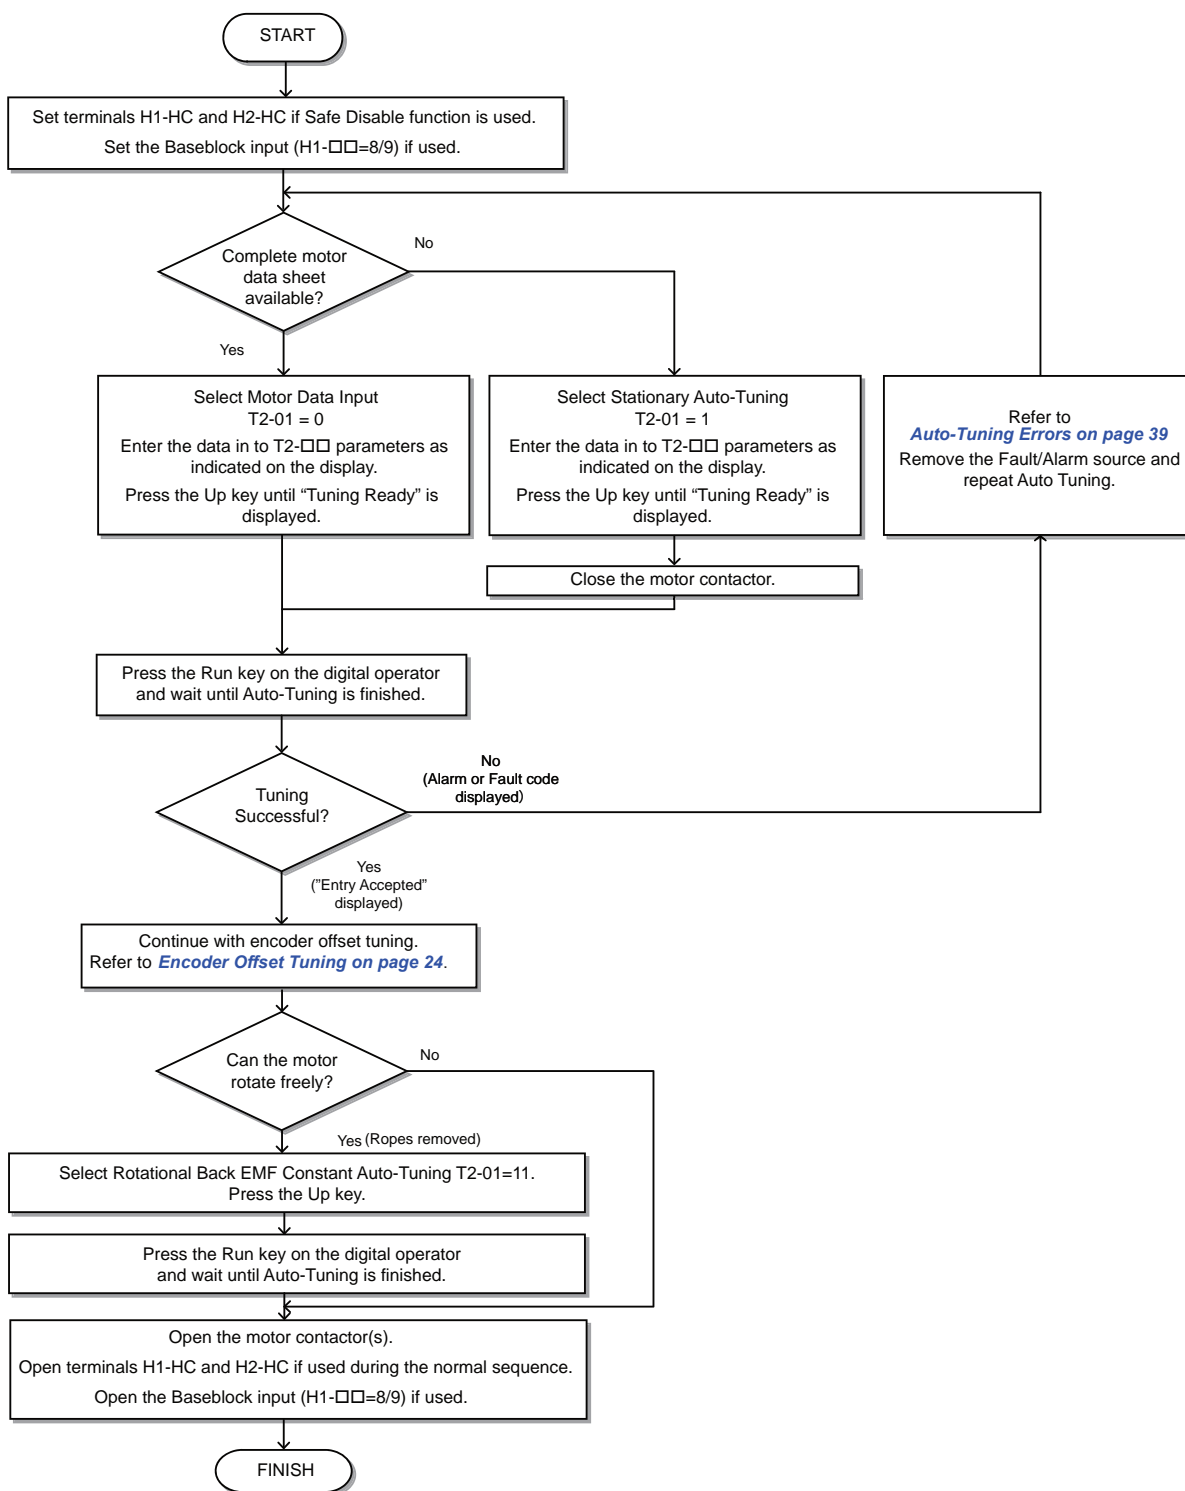 START
Set terminals H1-HC and H2-HC if Safe Disable function is used.
Set the Baseblock input (H1-□□=8/9) if used.
Complete motor
data sheet
available?
No
Yes
Select Motor Data Input
T2-01 = 0
Enter the data in to T2-□□ parameters as
indicated on the display.
Press the Up key until “Tuning Ready” is
displayed.
Select Stationary Auto-Tuning
T2-01 = 1
Enter the data in to T2-□□ parameters as
indicated on the display.
Press the Up key until “Tuning Ready” is
displayed.
Refer to
Auto-Tuning Errors on page 39
Remove the Fault/Alarm source and
repeat Auto Tuning.
Close the motor contactor.
Press the Run key on the digital operator
and wait until Auto-Tuning is finished.
Tuning
Successful?
No
(Alarm or Fault code
displayed)
Yes
("Entry Accepted"
displayed)
Continue with encoder offset tuning.
Refer to Encoder Offset Tuning on page 24.
Can the motor
rotate freely?
No
Yes (Ropes removed)
Select Rotational Back EMF Constant Auto-Tuning T2-01=11.
Press the Up key.
Press the Run key on the digital operator
and wait until Auto-Tuning is finished.
Open the motor contactor(s).
Open terminals H1-HC and H2-HC if used during the normal sequence.
Open the Baseblock input (H1-□□=8/9) if used.
FINISH